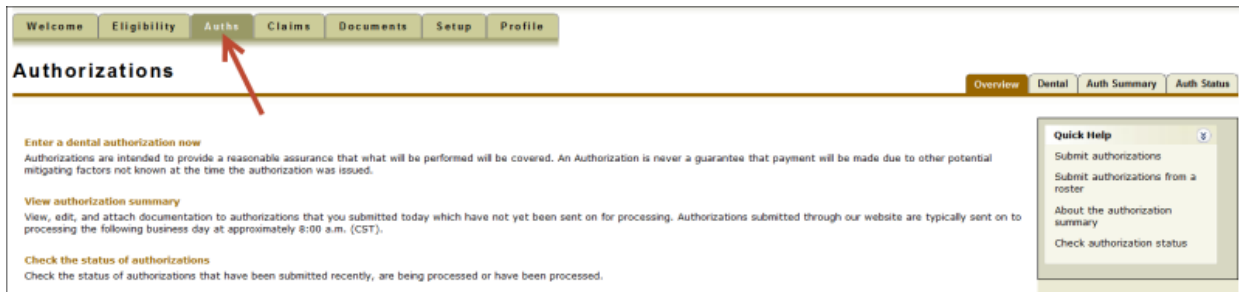 Welcome Eligibility Auths Claims Documents Setup Profile
Authorizations
Overview Dental Auth Summary Auth Status
Enter a dental authorization now
Authorizations are intended to provide a reasonable assurance that what will be performed will be covered. An Authorization is never a guarantee that payment will be made due to other potential
mitigating factors not known at the time the authorization was issued.
View authorization summary
View, edit, and attach documentation to authorizations that you submitted today which have not yet been sent on for processing. Authorizations submitted through our website are typically sent on to
processing the following business day at approximately 8:00 a.m. (CST).
Check the status of authorizations
Check the status of authorizations that have been submitted recently, are being processed or have been processed.
Quick Help
Submit authorizations
Submit authorizations from a
roster
About the authorization
summary
Check authorization status